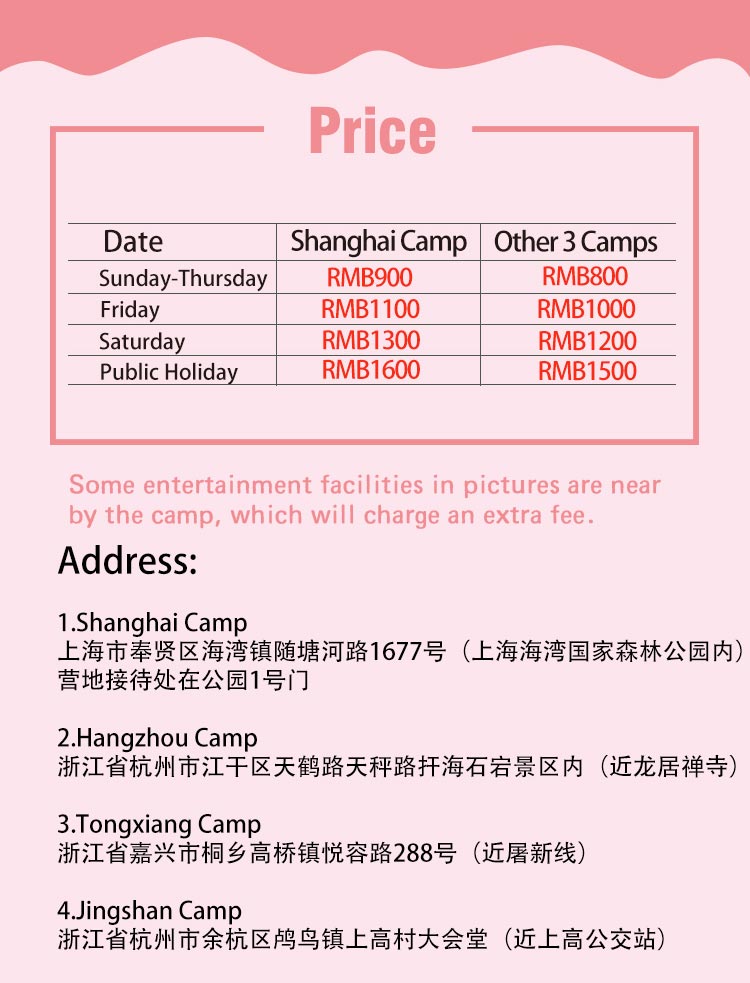 Price
Date Shanghai Camp Other 3 Camps
Sunday-Thursday RMB900 RMB800
Friday RMB1100 RMB1000
Saturday RMB1300 RMB1200
Public Holiday RMB1600 RMB1500
Some entertainment facilities in pictures are near
by the camp, which will charge an extra fee.
Address:
1.Shanghai Camp
上海市奉贤区海湾镇随塘河路1677号（上海海湾国家森林公园内）
营地接待处在公园1号门
2.Hangzhou Camp
浙江省杭州市江干区天鹤路天秤路扞海石宕景区内（近龙居禅寺）
3.Tongxiang Camp
浙江省嘉兴市桐乡高桥镇悦容路288号（近屠新线）
4.Jingshan Camp
浙江省杭州市余杭区鸬鸟镇上高村大会堂（近上高公交站）